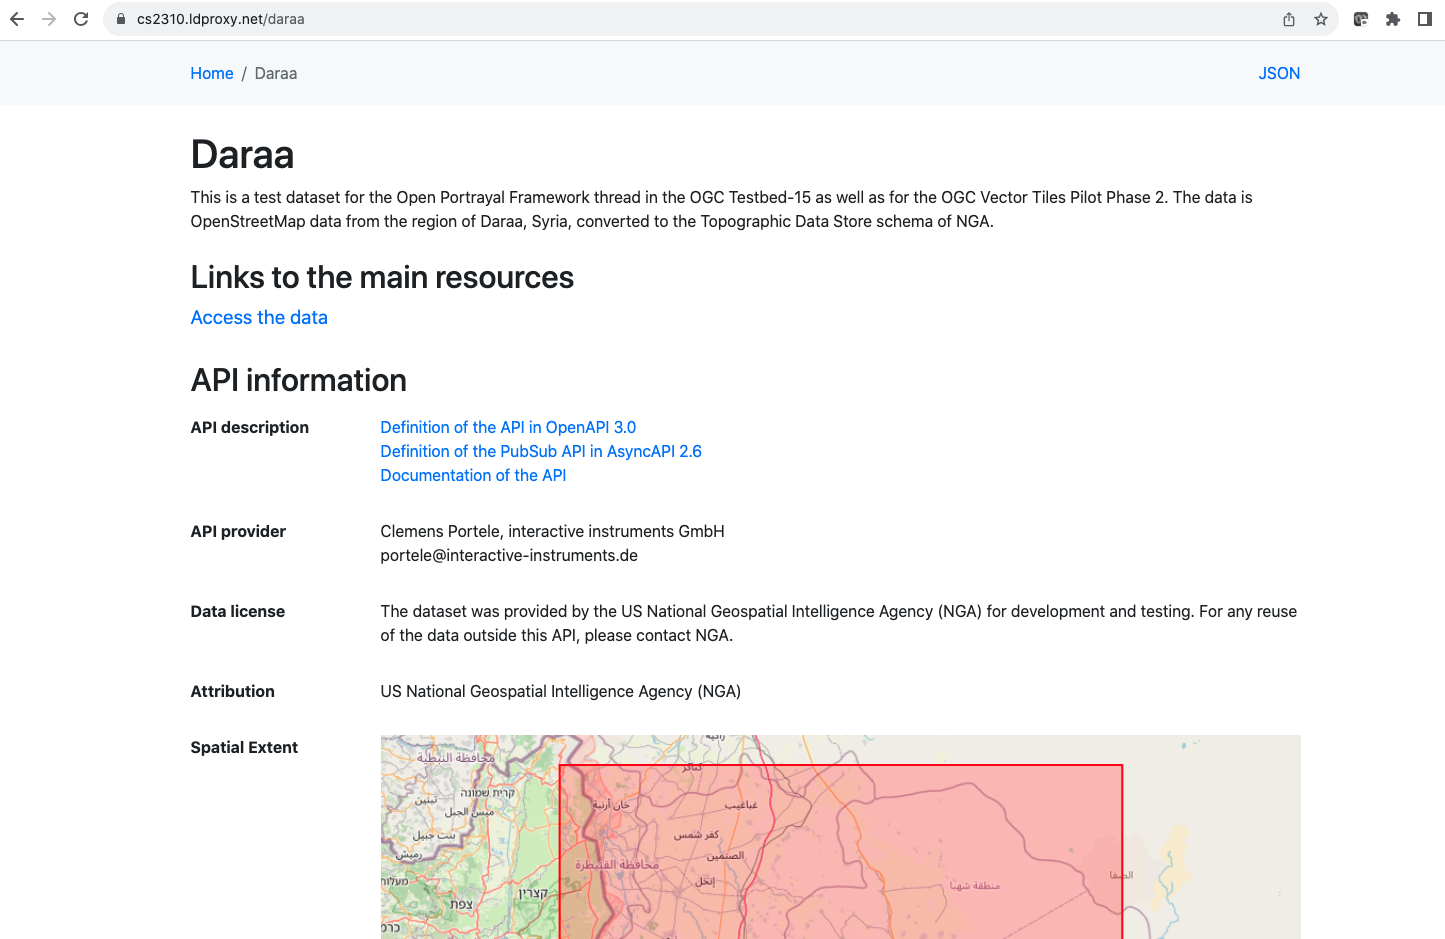 cs2310.ldproxy.net/daraa
Home / Daraa
JSON
Daraa
This is a test dataset for the Open Portrayal Framework thread in the OGC Testbed-15 as well as for the OGC Vector Tiles Pilot Phase 2. The data is
OpenStreetMap data from the region of Daraa, Syria, converted to the Topographic Data Store schema of NGA.
Links to the main resources
Access the data
API information
API description
Definition of the API in OpenAPI 3.0
Definition of the PubSub API in AsyncAPI 2.6
Documentation of the API
API provider
Clemens Portele, interactive instruments GmbH
portele@interactive-instruments.de
Data license
The dataset was provided by the US National Geospatial Intelligence Agency (NGA) for development and testing. For any reuse
of the data outside this API, please contact NGA.
Attribution
US National Geospatial Intelligence Agency (NGA)
Spatial Extent
محافظة النبطية
كناكر
קרית שמונה
تبنين
ميس الجبل
خان أرنبة
غباغيب
بنت جبيل
كفر شمس
رميش
الصنمين
محافظة القنيطرة
الصفا
מעלות
إنخل
منطقة شهبا
קצרין
צפת